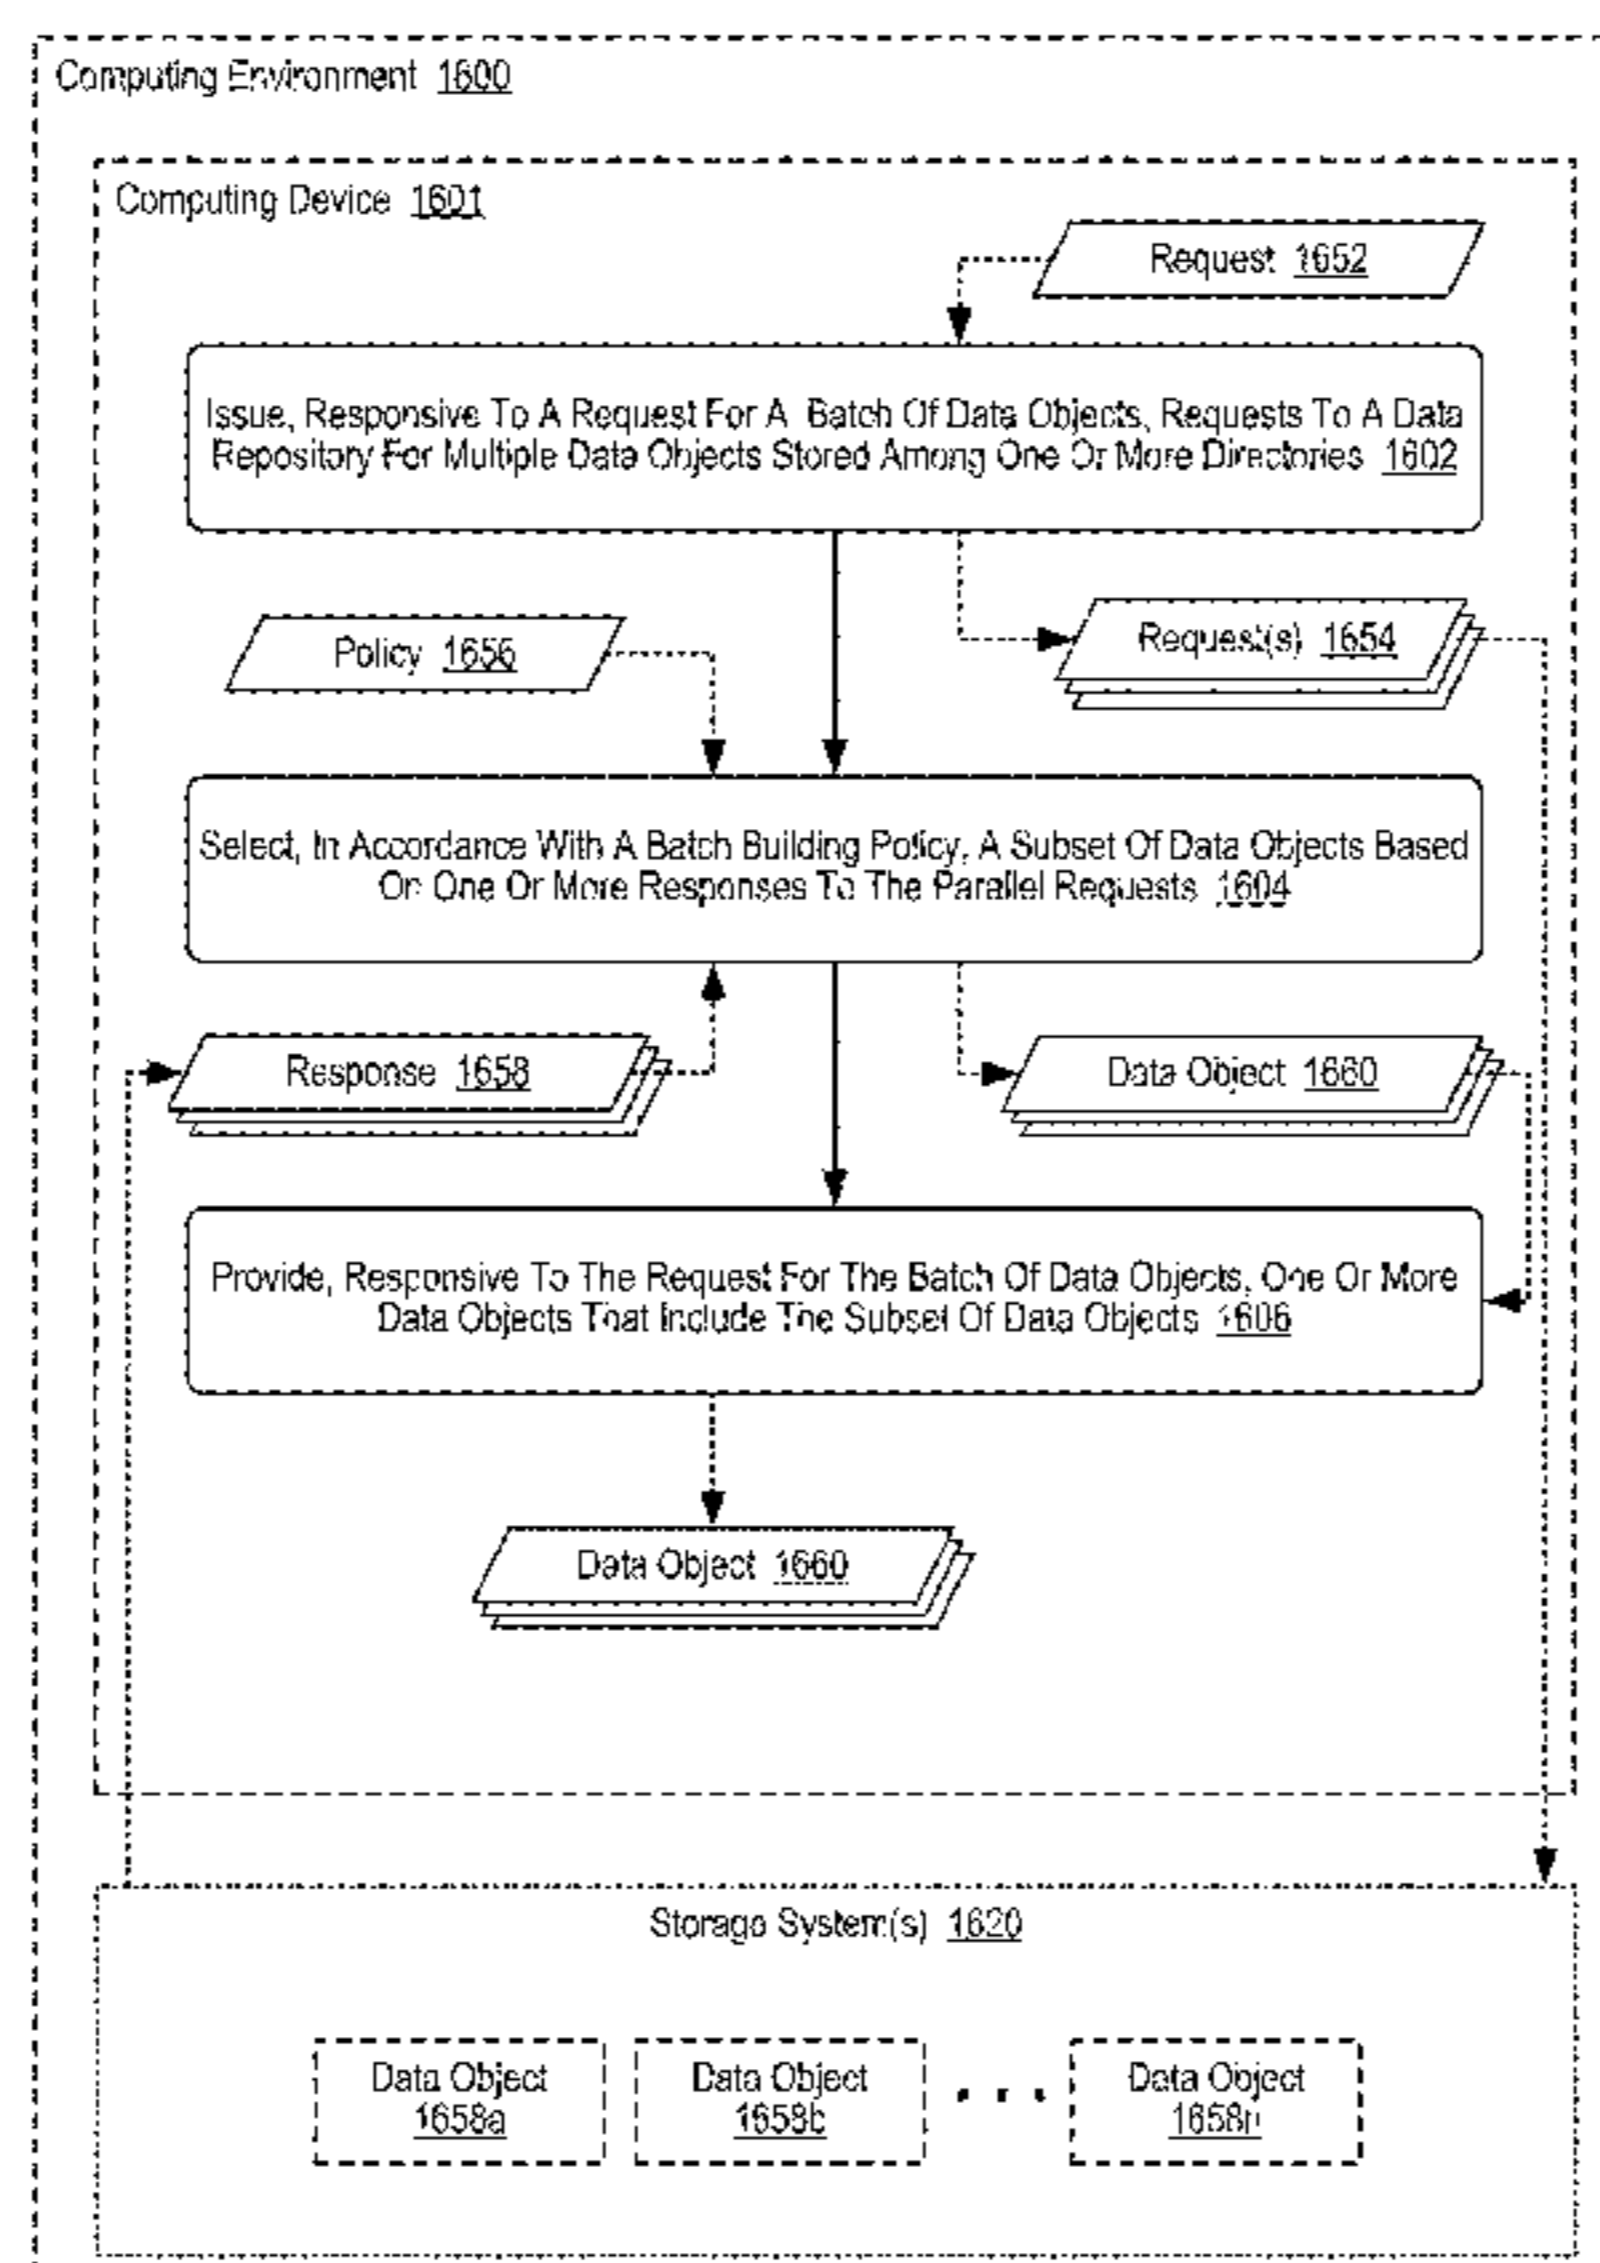 Computing Environment 1600
Computing Device 1601
Request 1652
Issue, Responsive To A Request For A Batch Of Data Objects, Requests To A Data
Repository For Multiple Data Objects Stored Among One Or More Directories 1602
Policy 1656
Request(s) 1654
Select, In Accordance With A Batch Building Policy, A Subset Of Data Objects Based
On One Or More Responses To The Parallel Requests 1604
Response 1658
Data Object 1660
Provide, Responsive To The Request For The Batch Of Data Objects, One Or More
Data Objects That Include The Subset Of Data Objects 1606
Data Object 1660
Storage System(s) 1620
Data Object
1658a
Data Object
1658b
. . .
Data Object
1658n